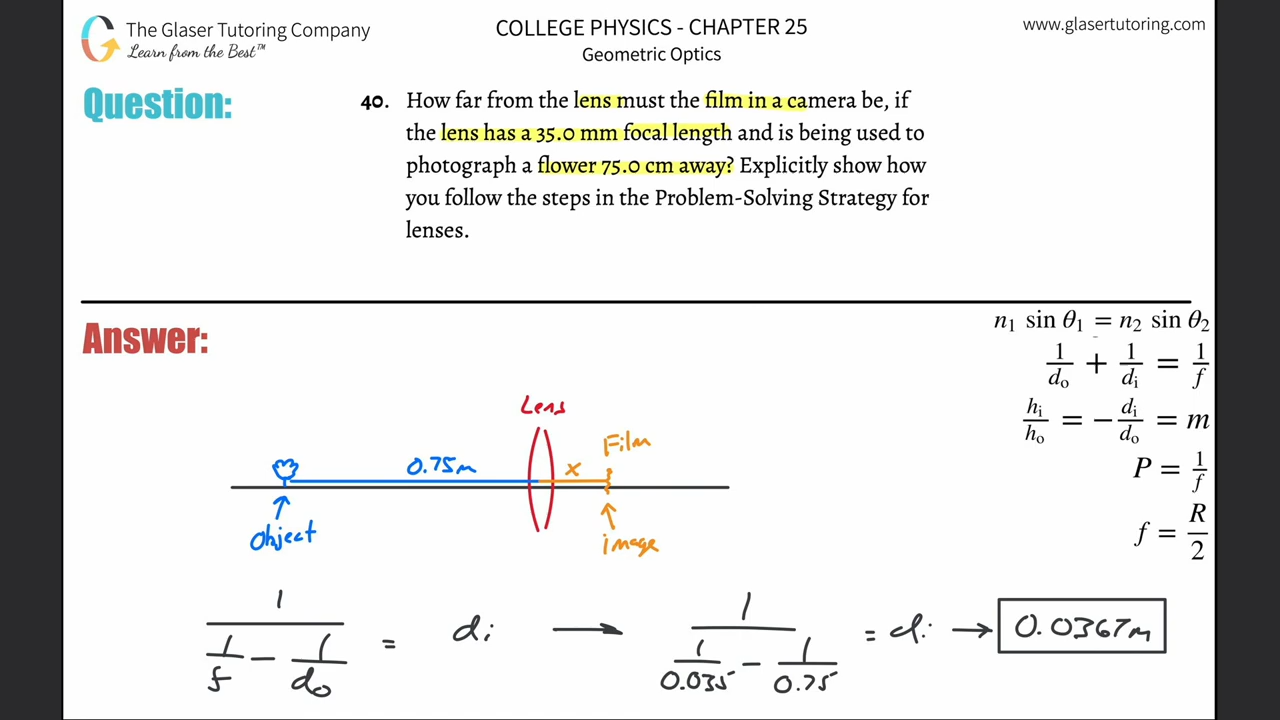 The Glaser Tutoring Company
Learn from the Best™
COLLEGE PHYSICS - CHAPTER 25
Geometric Optics
www.glasertutoring.com
Question:
40. How far from the lens must the film in a camera be, if
the lens has a 35.0 mm focal length and is being used to
photograph a flower 75.0 cm away? Explicitly show how
you follow the steps in the Problem-Solving Strategy for
lenses.
Answer:
n₁ sin θ₁ = n₂ sin θ₂
1/dₒ + 1/dᵢ = 1/f
hᵢ/hₒ = −dᵢ/dₒ = m
P = 1/f
f = R/2
Lens
Film
0.75m
x
Object
image
1/(1/f − 1/dₒ) = dᵢ → 1/(1/0.035 − 1/0.75) = dᵢ → 0.0367m